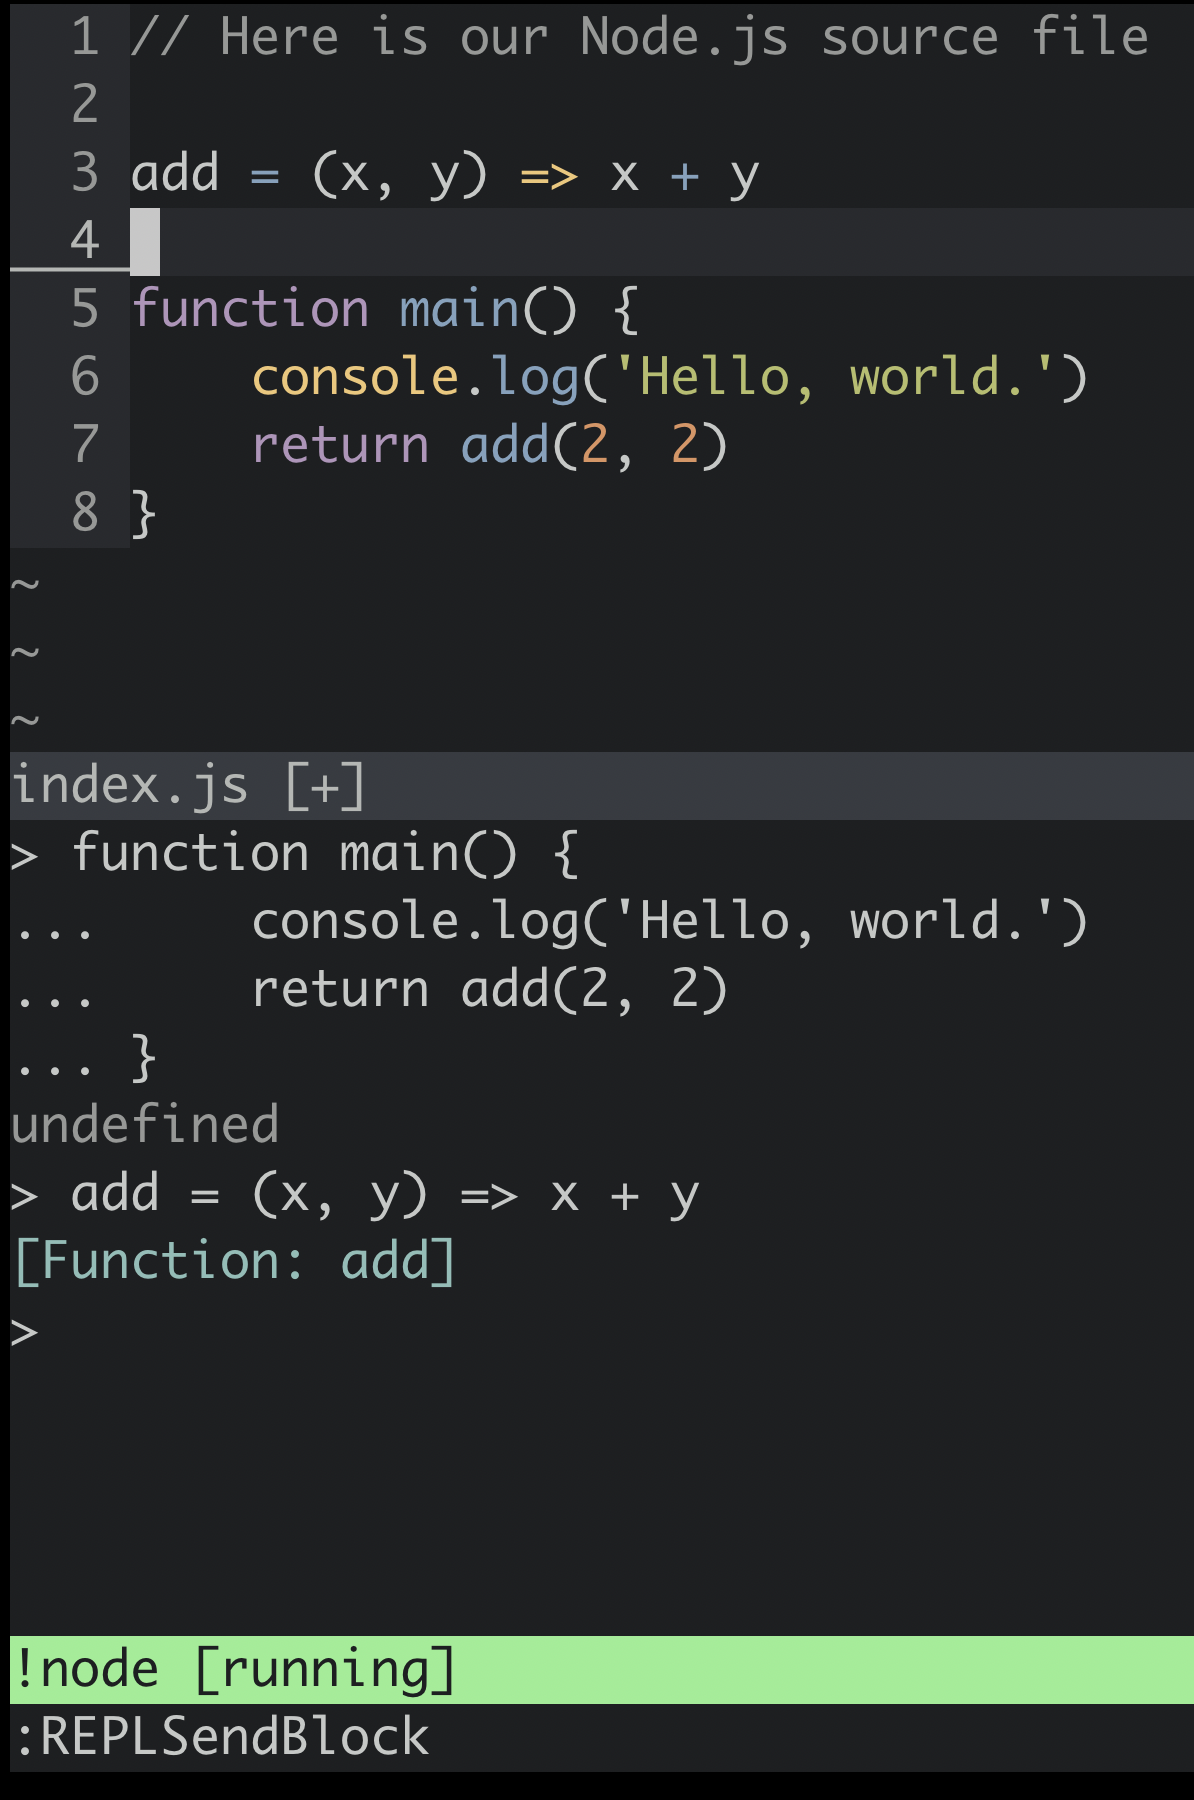 1 // Here is our Node.js source file
2
3 add = (x, y) => x + y
4
5 function main() {
6     console.log('Hello, world.')
7     return add(2, 2)
8 }
~
~
~
index.js [+]
> function main() {
...     console.log('Hello, world.')
...     return add(2, 2)
... }
undefined
> add = (x, y) => x + y
[Function: add]
>
!node [running]
:REPLSendBlock